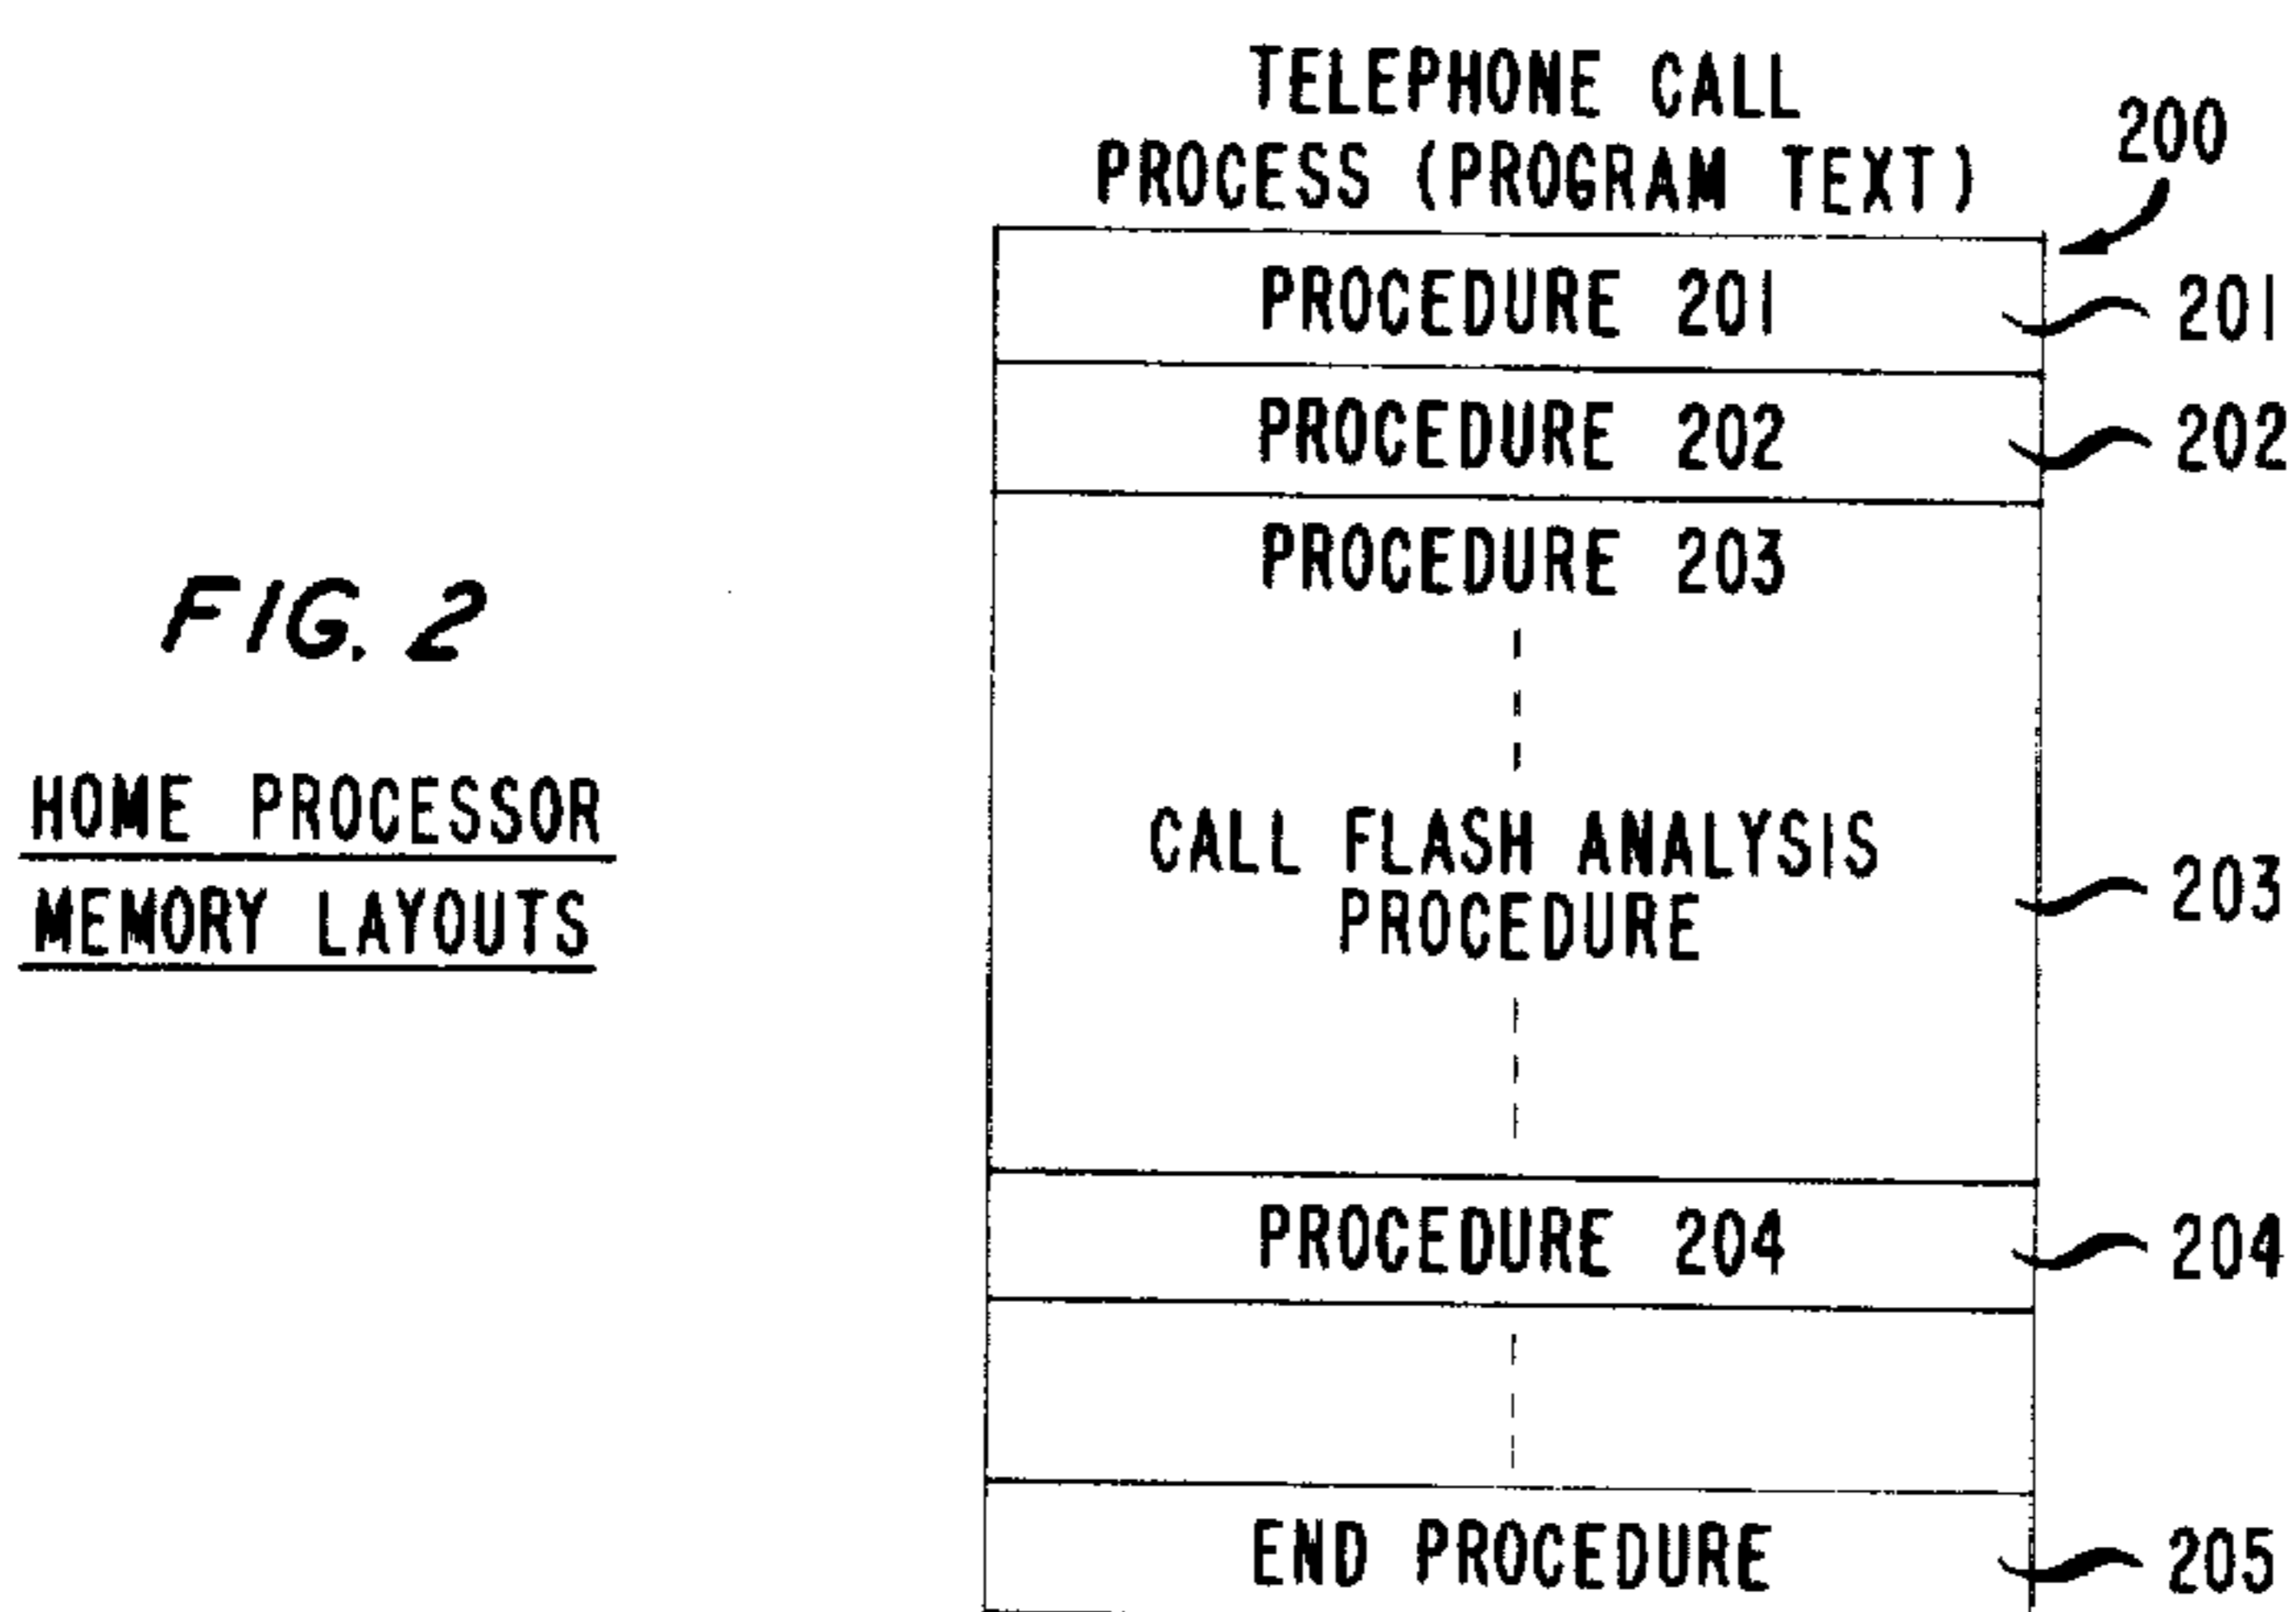 TELEPHONE CALL
PROCESS (PROGRAM TEXT)
200
PROCEDURE 201
201
PROCEDURE 202
202
PROCEDURE 203
FIG. 2
HOME PROCESSOR
MEMORY LAYOUTS
CALL FLASH ANALYSIS
PROCEDURE
203
PROCEDURE 204
204
END PROCEDURE
205